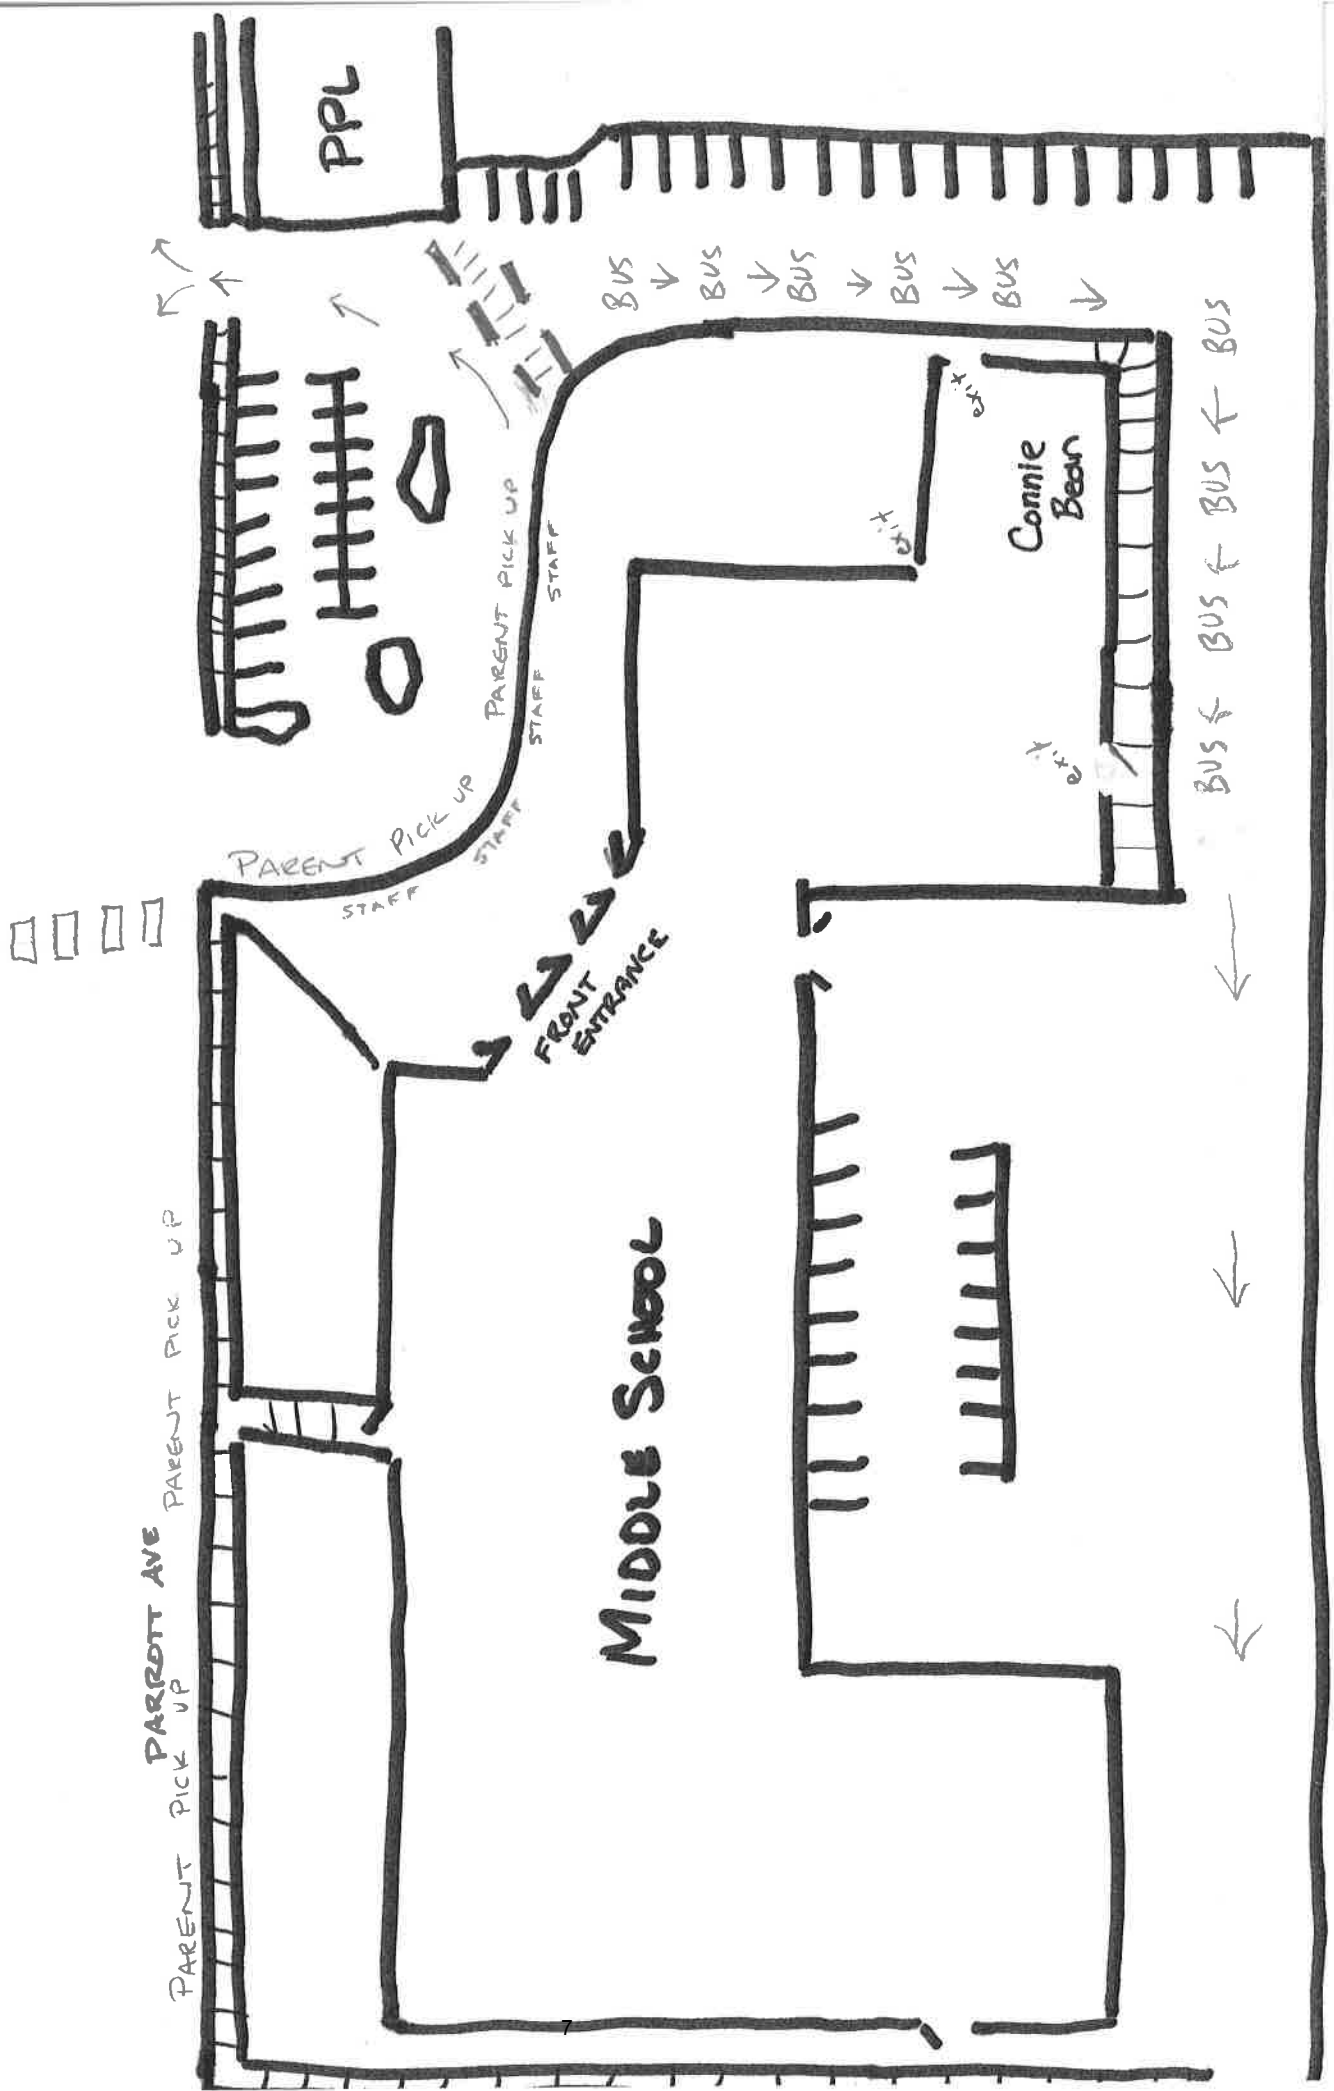 PPL
BUS
BUS
BUS
BUS
BUS
BUS
BUS
BUS
BUS
exit
exit
exit
Connie
Bean
PARENT PICK UP
PARENT PICK UP
STAFF
STAFF
STAFF
STAFF
FRONT
ENTRANCE
MIDDLE SCHOOL
PARENT PICK UP
PARROTT AVE
PARENT PICK UP
PARENT PICK UP
7